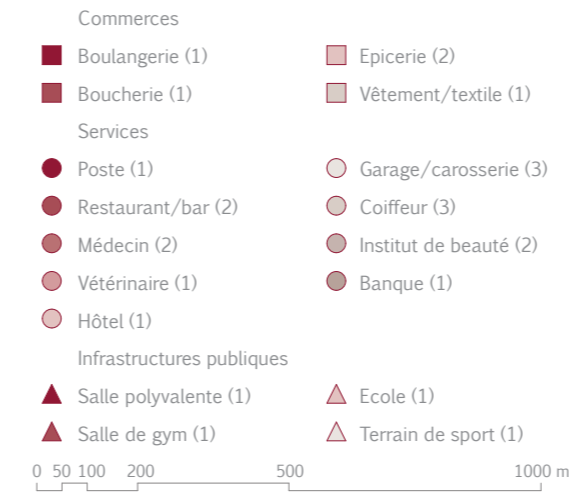 Commerces
Boulangerie (1) Epicerie (2)
Boucherie (1) Vêtement/textile (1)
Services
Poste (1) Garage/carosserie (3)
Restaurant/bar (2) Coiffeur (3)
Médecin (2) Institut de beauté (2)
Vétérinaire (1) Banque (1)
Hôtel (1)
Infrastructures publiques
Salle polyvalente (1) Ecole (1)
Salle de gym (1) Terrain de sport (1)
0 50 100 200 500 1000 m